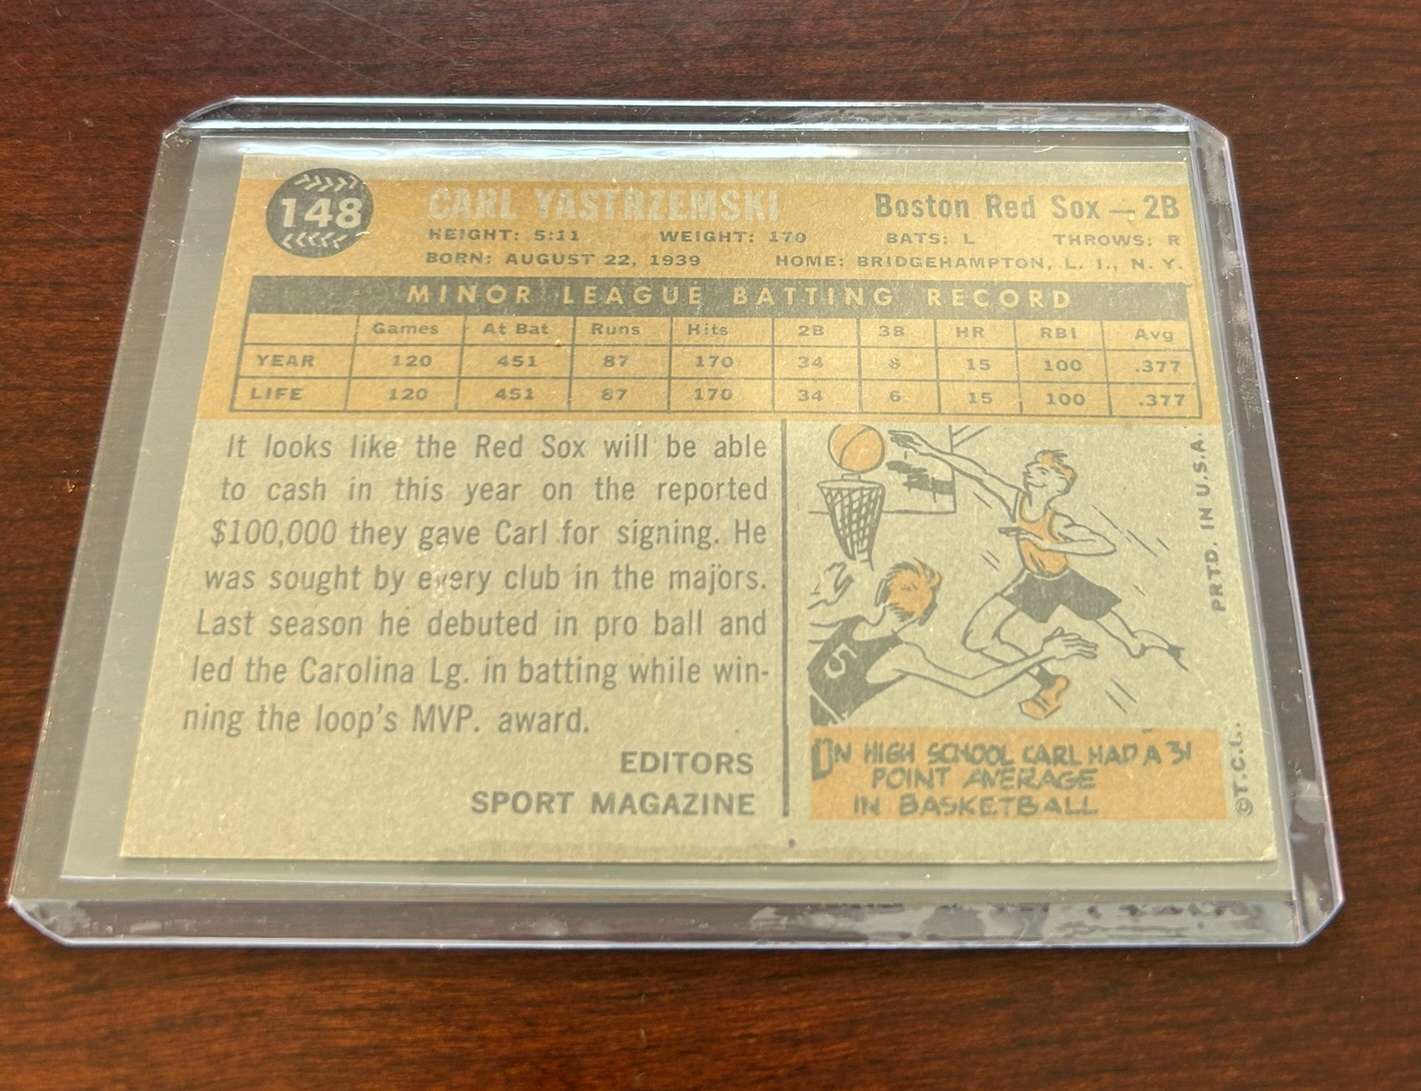 148
CARL YASTRZEMSKI
Boston Red Sox — 2B
HEIGHT: 5:11 WEIGHT: 170 BATS: L THROWS: R
BORN: AUGUST 22, 1939 HOME: BRIDGEHAMPTON, L. I., N. Y.
MINOR LEAGUE BATTING RECORD
Games At Bat Runs Hits 2B 3B HR RBI Avg
YEAR 120 451 87 170 34 8 15 100 .377
LIFE 120 451 87 170 34 6 15 100 .377
It looks like the Red Sox will be able
to cash in this year on the reported
$100,000 they gave Carl for signing. He
was sought by every club in the majors.
Last season he debuted in pro ball and
led the Carolina Lg. in batting while win-
ning the loop's MVP. award.
EDITORS
SPORT MAGAZINE
5
IN HIGH SCHOOL CARL HAD A 31
POINT AVERAGE
IN BASKETBALL
©T.C.G. PRTD. IN U.S.A.